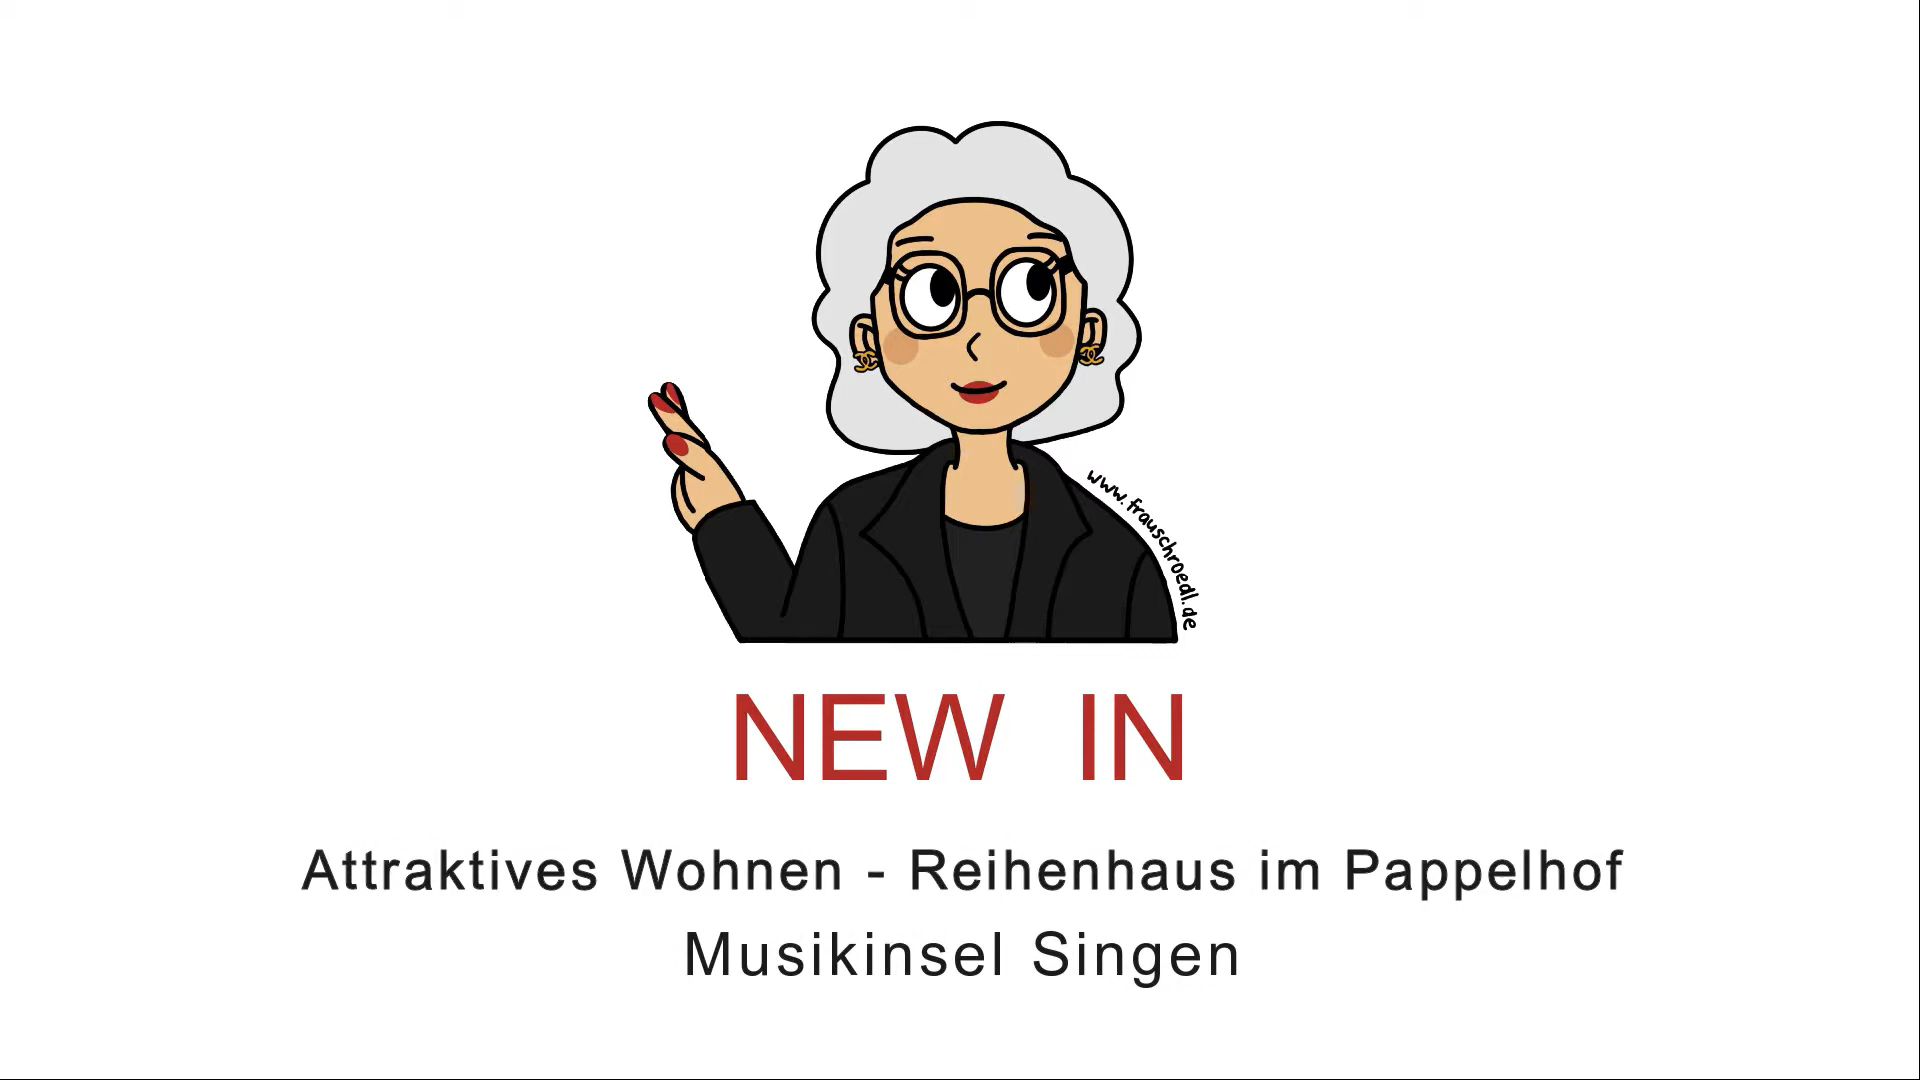 www.frauschroedl.de
NEW IN
Attraktives Wohnen - Reihenhaus im Pappelhof
Musikinsel Singen